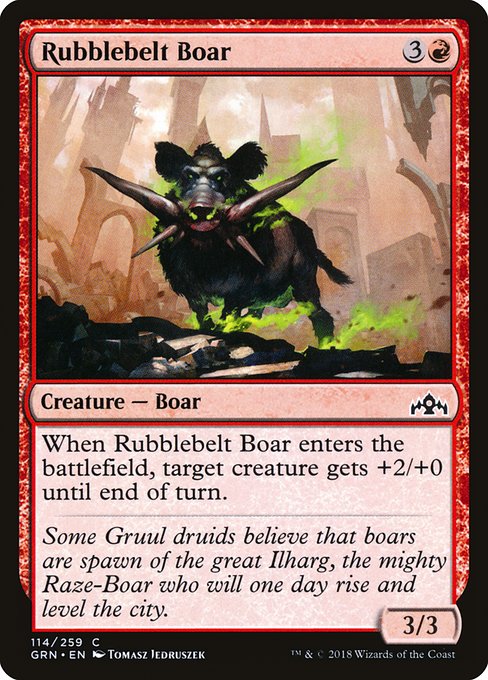 Rubblebelt Boar 3
Creature — Boar
When Rubblebelt Boar enters the
battlefield, target creature gets +2/+0
until end of turn.
Some Gruul druids believe that boars
are spawn of the great Ilharg, the mighty
Raze-Boar who will one day rise and
level the city.
3/3
114/259 C
GRN • EN Tomasz Jedruszek
™ & © 2018 Wizards of the Coast